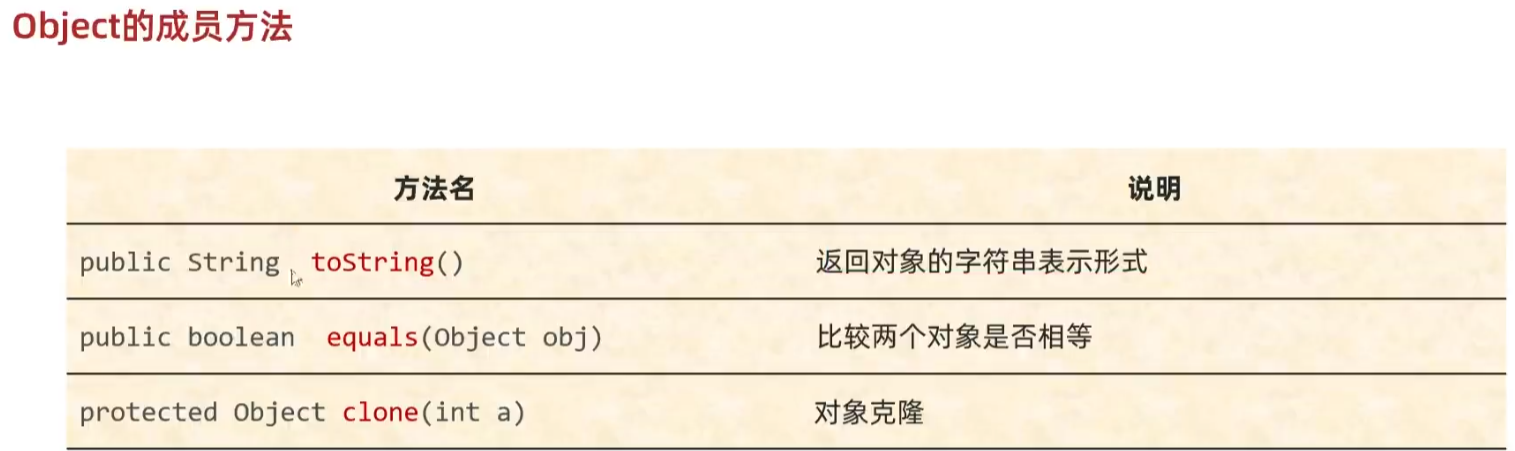 Object的成员方法
方法名 说明
public String toString() 返回对象的字符串表示形式
public boolean equals(Object obj) 比较两个对象是否相等
protected Object clone(int a) 对象克隆